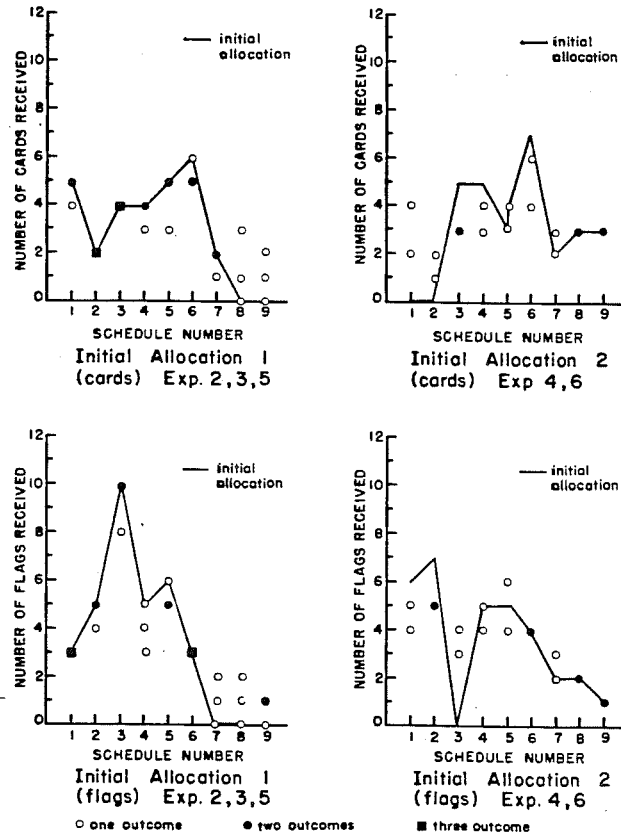 12
10
8
6
4
2
0
NUMBER OF CARDS RECEIVED
initial
allocation
1 2 3 4 5 6 7 8 9
SCHEDULE NUMBER
Initial Allocation 1
(cards) Exp. 2,3,5
12
10
8
6
4
2
0
NUMBER OF CARDS RECEIVED
initial
allocation
1 2 3 4 5 6 7 8 9
SCHEDULE NUMBER
Initial Allocation 2
(cards) Exp 4,6
12
10
8
6
4
2
0
NUMBER OF FLAGS RECEIVED
initial
allocation
1 2 3 4 5 6 7 8 9
SCHEDULE NUMBER
Initial Allocation 1
(flags) Exp. 2,3,5
12
10
8
6
4
2
0
NUMBER OF FLAGS RECEIVED
initial
allocation
1 2 3 4 5 6 7 8 9
SCHEDULE NUMBER
Initial Allocation 2
(flags) Exp. 4,6
one outcome
two outcomes
three outcome